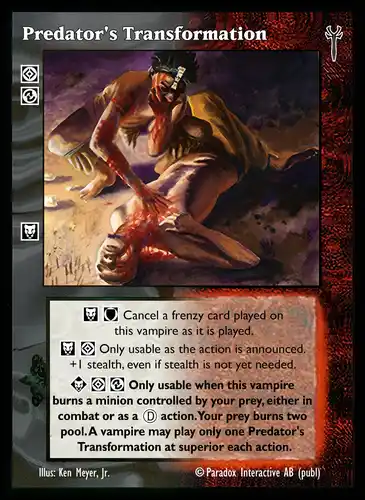 Predator's Transformation
Cancel a frenzy card played on
this vampire as it is played.
Only usable as the action is announced.
+1 stealth, even if stealth is not yet needed.
Only usable when this vampire
burns a minion controlled by your prey, either in
combat or as a Ⓓ action. Your prey burns two
pool. A vampire may play only one Predator's
Transformation at superior each action.
Illus: Ken Meyer, Jr. © Paradox Interactive AB (publ)